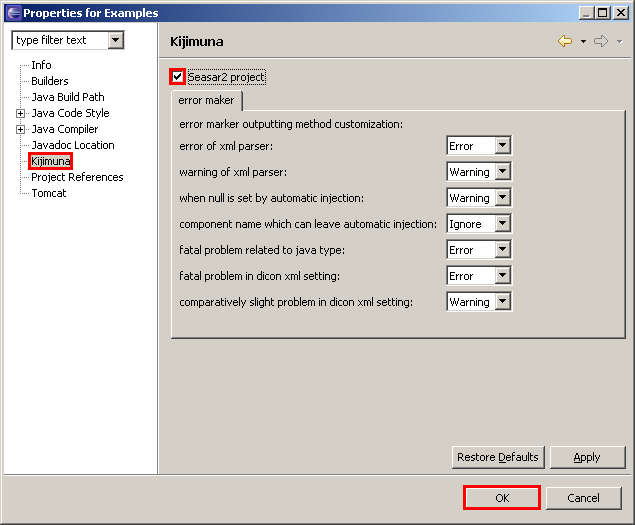 Properties for Examples
type filter text
Info
Builders
Java Build Path
Java Code Style
Java Compiler
Javadoc Location
Kijimuna
Project References
Tomcat
Kijimuna
Seasar2 project
error maker
error marker outputting method customization:
error of xml parser: Error
warning of xml parser: Warning
when null is set by automatic injection: Warning
component name which can leave automatic injection: Ignore
fatal problem related to java type: Error
fatal problem in dicon xml setting: Error
comparatively slight problem in dicon xml setting: Warning
Restore Defaults Apply
OK Cancel